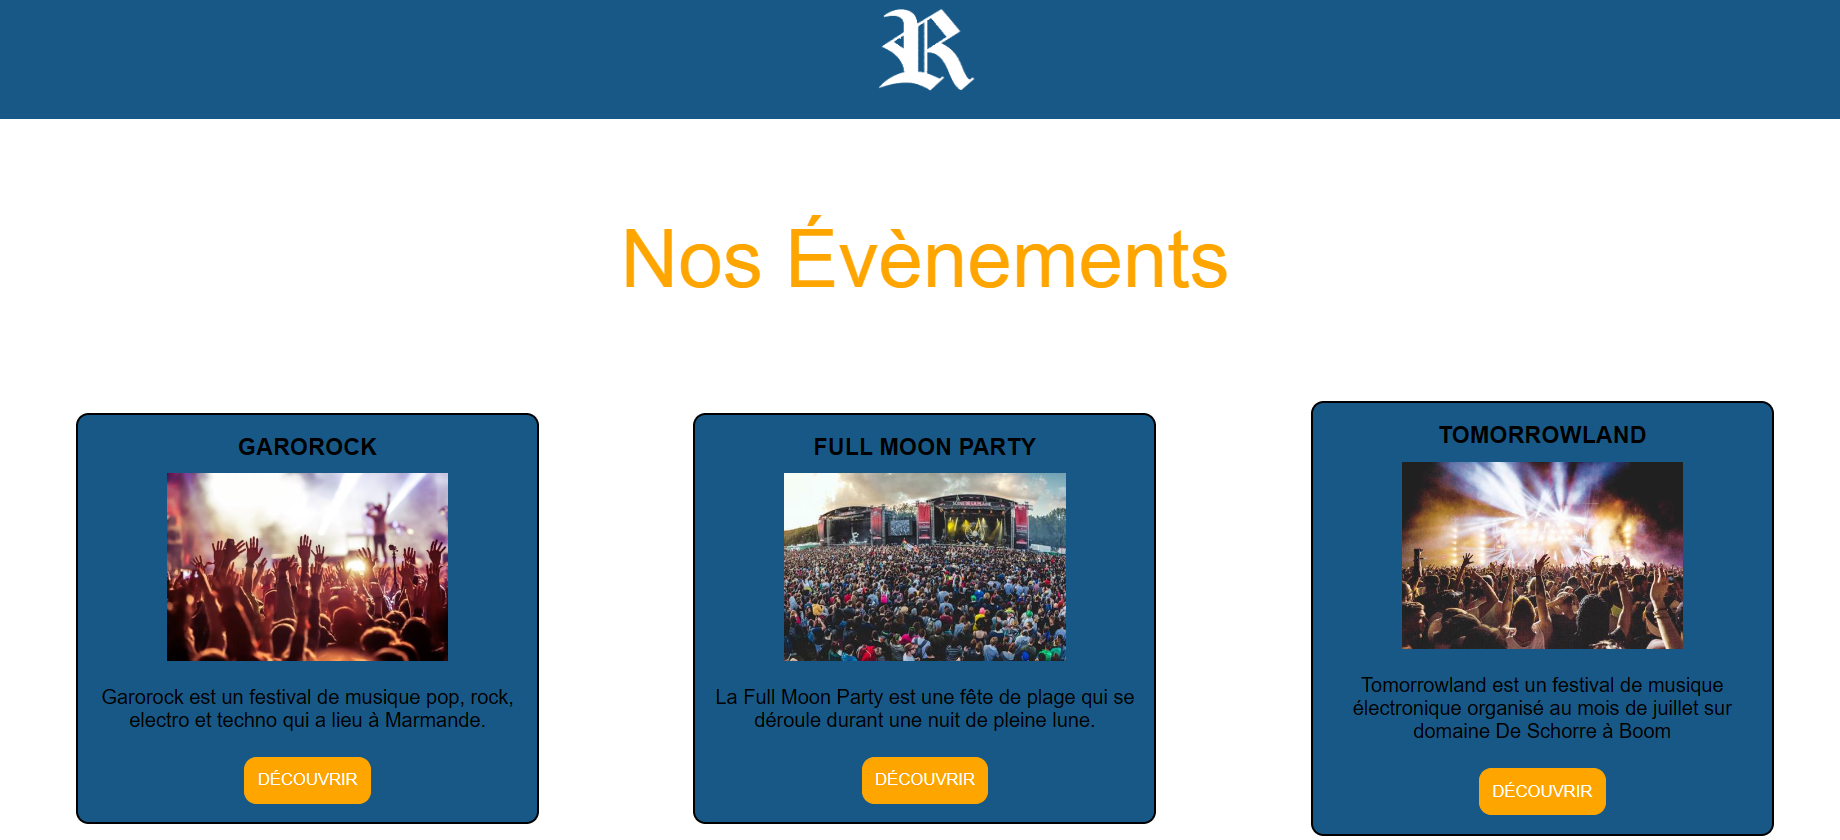 R
Nos Évènements
GAROROCK
Garorock est un festival de musique pop, rock,
electro et techno qui a lieu à Marmande.
DÉCOUVRIR
FULL MOON PARTY
La Full Moon Party est une fête de plage qui se
déroule durant une nuit de pleine lune.
DÉCOUVRIR
TOMORROWLAND
Tomorrowland est un festival de musique
électronique organisé au mois de juillet sur
domaine De Schorre à Boom
DÉCOUVRIR